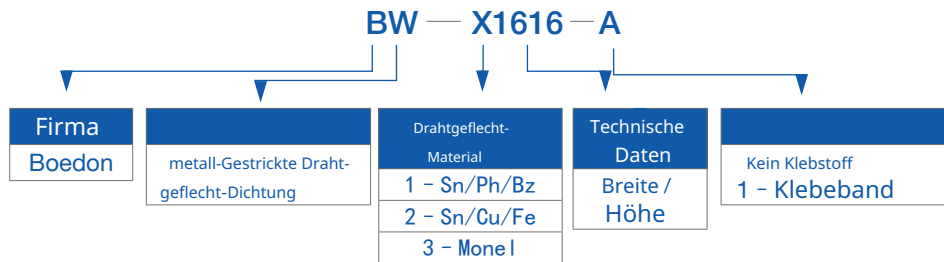 BW — X1616 — A
Firma
Boedon
metall-Gestrickte Draht-
geflecht-Dichtung
Drahtgeflecht-
Material
1 - Sn/Ph/Bz
2 - Sn/Cu/Fe
3 - Monel
Technische
Daten
Breite /
Höhe
Kein Klebstoff
1 - Klebeband